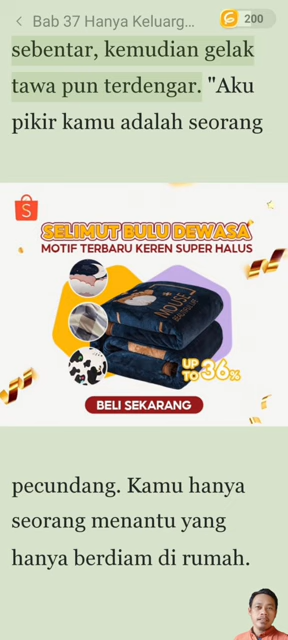 Bab 37 Hanya Keluarg...
200
sebentar, kemudian gelak
tawa pun terdengar. "Aku
pikir kamu adalah seorang
S
SELIMUT BULU DEWASA
MOTIF TERBARU KEREN SUPER HALUS
MOUSE
UP
TO 36%
BELI SEKARANG
pecundang. Kamu hanya
seorang menantu yang
hanya berdiam di rumah.